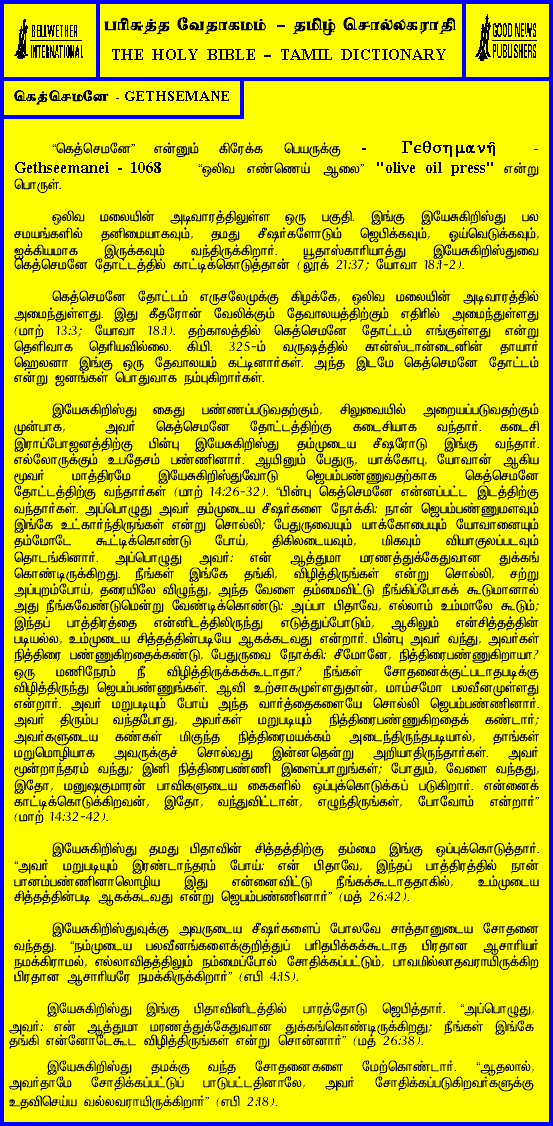 BELLWETHER
INTERNATIONAL
பரிசுத்த வேதாகமம் – தமிழ் சொல்லகராதி
THE HOLY BIBLE – TAMIL DICTIONARY
GOOD NEWS
PUBLISHERS
கெத்செமனே - GETHSEMANE
“கெத்செமனே” என்னும் கிரேக்க பெயருக்கு - Γεθσημανῆ -
Gethseemanei - 1068 “ஒலிவ எண்ணெய் ஆலை” "olive oil press" என்று
பொருள்.
ஒலிவ மலையின் அடிவாரத்திலுள்ள ஒரு பகுதி. இங்கு இயேசுகிறிஸ்து பல
சமயங்களில் தனிமையாகவும், தமது சீஷர்களோடும் ஜெபிக்கவும், ஓய்வெடுக்கவும்,
ஐக்கியமாக இருக்கவும் வந்திருக்கிறார். யூதாஸ்காரியோத்து இயேசுகிறிஸ்துவை
கெத்செமனே தோட்டத்தில் காட்டிக்கொடுத்தான் (லூக் 21:37; யோவா 18:1-2).
கெத்செமனே தோட்டம் எருசலேமுக்கு கிழக்கே, ஒலிவ மலையின் அடிவாரத்தில்
அமைந்துள்ளது. இது கீதரோன் வேலிக்கும் தேவாலயத்திற்கும் எதிரில் அமைந்துள்ளது
(மாற் 13:3; யோவா 18:1). தற்காலத்தில் கெத்செமனே தோட்டம் எங்குள்ளது என்று
தெளிவாக தெரியவில்லை. கி.பி. 325-ம் வருஷத்தில் கான்ஸ்டான்டைனின் தாயார்
ஹெலனா இங்கு ஒரு தேவாலயம் கட்டினார்கள். அந்த இடமே கெத்செமனே தோட்டம்
என்று ஜனங்கள் பொதுவாக நம்புகிறார்கள்.
இயேசுகிறிஸ்து கைது பண்ணப்படுவதற்கும், சிலுவையில் அறையப்படுவதற்கும்
முன்பாக, அவர் கெத்செமனே தோட்டத்திற்கு கடைசியாக வந்தார். கடைசி
இராப்போஜனத்திற்கு பின்பு இயேசுகிறிஸ்து தம்முடைய சீஷரோடு இங்கு வந்தார்.
எல்லோருக்கும் உபதேசம் பண்ணினார். ஆயினும் பேதுரு, யாக்கோபு, யோவான் ஆகிய
மூவர் மாத்திரமே இயேசுகிறிஸ்துவோடு ஜெபம்பண்ணுவதற்காக கெத்செமனே
தோட்டத்திற்கு வந்தார்கள் (மாற் 14:26-32). “பின்பு கெத்செமனே என்னப்பட்ட இடத்திற்கு
வந்தார்கள். அப்பொழுது அவர் தம்முடைய சீஷர்களை நோக்கி: நான் ஜெபம்பண்ணுமளவும்
இங்கே உட்கார்ந்திருங்கள் என்று சொல்லி; பேதுருவையும் யாக்கோபையும் யோவானையும்
தம்மோடே கூட்டிக்கொண்டு போய், திகிலடையவும், மிகவும் வியாகுலப்படவும்
தொடங்கினார். அப்பொழுது அவர்: என் ஆத்துமா மரணத்துக்கேதுவான துக்கங்
கொண்டிருக்கிறது. நீங்கள் இங்கே தங்கி, விழித்திருங்கள் என்று சொல்லி, சற்று
அப்புறம்போய், தரையிலே விழுந்து, அந்த வேளை தம்மைவிட்டு நீங்கிப்போகக் கூடுமானால்
அது நீங்கவேண்டுமென்று வேண்டிக்கொண்டு: அப்பா பிதாவே, எல்லாம் உம்மாலே கூடும்;
இந்தப் பாத்திரத்தை என்னிடத்திலிருந்து எடுத்துப்போடும், ஆகிலும் என்சித்தத்தின்
படியல்ல, உம்முடைய சித்தத்தின்படியே ஆகக்கடவது என்றார். பின்பு அவர் வந்து, அவர்கள்
நித்திரை பண்ணுகிறதைக்கண்டு, பேதுருவை நோக்கி: சீமோனே, நித்திரைபண்ணுகிறாயா?
ஒரு மணிநேரம் நீ விழித்திருக்கக்கூடாதா? நீங்கள் சோதனைக்குட்படாதபடிக்கு
விழித்திருந்து ஜெபம்பண்ணுங்கள். ஆவி உற்சாகமுள்ளதுதான், மாம்சமோ பலவீனமுள்ளது
என்றார். அவர் மறுபடியும் போய் அந்த வார்த்தைகளையே சொல்லி ஜெபம்பண்ணினார்.
அவர் திரும்ப வந்தபோது, அவர்கள் மறுபடியும் நித்திரைபண்ணுகிறதைக் கண்டார்;
அவர்களுடைய கண்கள் மிகுந்த நித்திரைமயக்கம் அடைந்திருந்தபடியால், தாங்கள்
மறுமொழியாக அவருக்குச் சொல்வது இன்னதென்று அறியாதிருந்தார்கள். அவர்
மூன்றாந்தரம் வந்து; இனி நித்திரைபண்ணி இளைப்பாறுங்கள்; போதும், வேளை வந்தது,
இதோ, மனுஷகுமாரன் பாவிகளுடைய கைகளில் ஒப்புக்கொடுக்கப் படுகிறார். என்னைக்
காட்டிக்கொடுக்கிறவன், இதோ, வந்துவிட்டான், எழுந்திருங்கள், போவோம் என்றார்”
(மாற் 14:32-42).
இயேசுகிறிஸ்து தமது பிதாவின் சித்தத்திற்கு தம்மை இங்கு ஒப்புக்கொடுத்தார்.
“அவர் மறுபடியும் இரண்டாந்தரம் போய்: என் பிதாவே, இந்தப் பாத்திரத்தில் நான்
பானம்பண்ணினாலொழிய இது என்னைவிட்டு நீங்கக்கூடாததாகில், உம்முடைய
சித்தத்தின்படி ஆகக்கடவது என்று ஜெபம்பண்ணினார்” (மத் 26:42).
இயேசுகிறிஸ்துவுக்கு அவருடைய சீஷர்களைப் போலவே சாத்தானுடைய சோதனை
வந்தது. “நம்முடைய பலவீனங்களைக்குறித்துப் பரிதபிக்கக்கூடாத பிரதான ஆசாரியர்
நமக்கிராமல், எல்லாவிதத்திலும் நம்மைப்போல் சோதிக்கப்பட்டும், பாவமில்லாதவராயிருக்கிற
பிரதான ஆசாரியரே நமக்கிருக்கிறார்” (எபி 4:15).
இயேசுகிறிஸ்து இங்கு பிதாவினிடத்தில் பாரத்தோடு ஜெபித்தார். “அப்பொழுது,
அவர்: என் ஆத்துமா மரணத்துக்கேதுவான துக்கங்கொண்டிருக்கிறது; நீங்கள் இங்கே
தங்கி என்னோடேகூட விழித்திருங்கள் என்று சொன்னார்” (மத் 26:38).
இயேசுகிறிஸ்து தமக்கு வந்த சோதனைகளை மேற்கொண்டார். “ஆதலால்,
அவர்தாமே சோதிக்கப்பட்டுப் பாடுபட்டதினாலே, அவர் சோதிக்கப்படுகிறவர்களுக்கு
உதவிசெய்ய வல்லவராயிருக்கிறார்” (எபி 2:18).